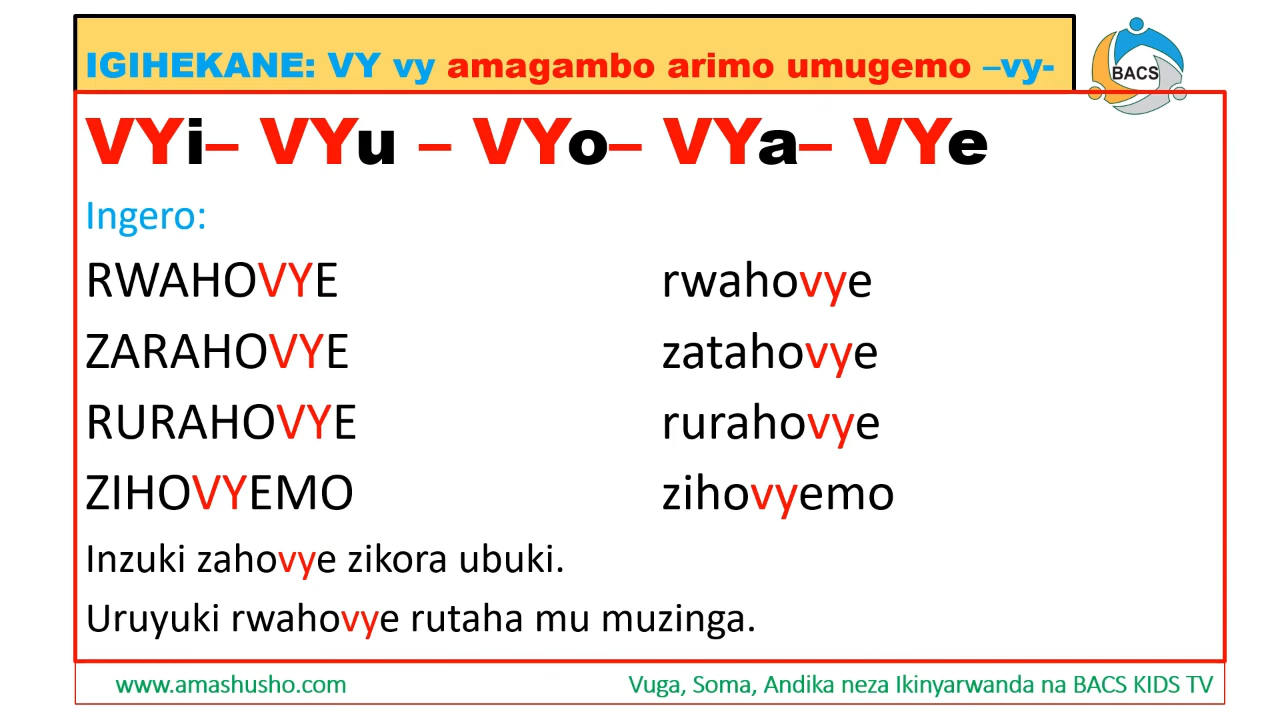 IGIHEKANE: VY vy amagambo arimo umugemo –vy-
BACS
VYi– VYu – VYo– VYa– VYe
Ingero:
RWAHOVYE rwahovye
ZARAHOVYE zatahovye
RURAHOVYE rurahovye
ZIHOVYEMO zihovyemo
Inzuki zahovye zikora ubuki.
Uruyuki rwahovye rutaha mu muzinga.
www.amashusho.com Vuga, Soma, Andika neza Ikinyarwanda na BACS KIDS TV